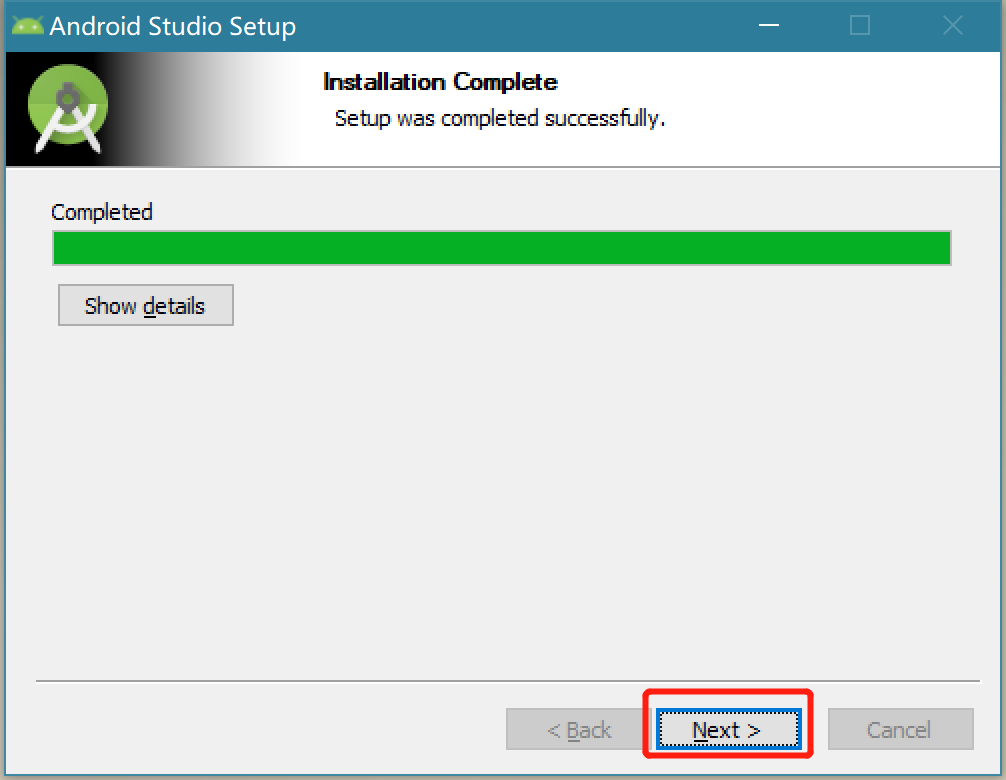 Android Studio Setup
Installation Complete
Setup was completed successfully.
Completed
Show details
< Back
Next >
Cancel